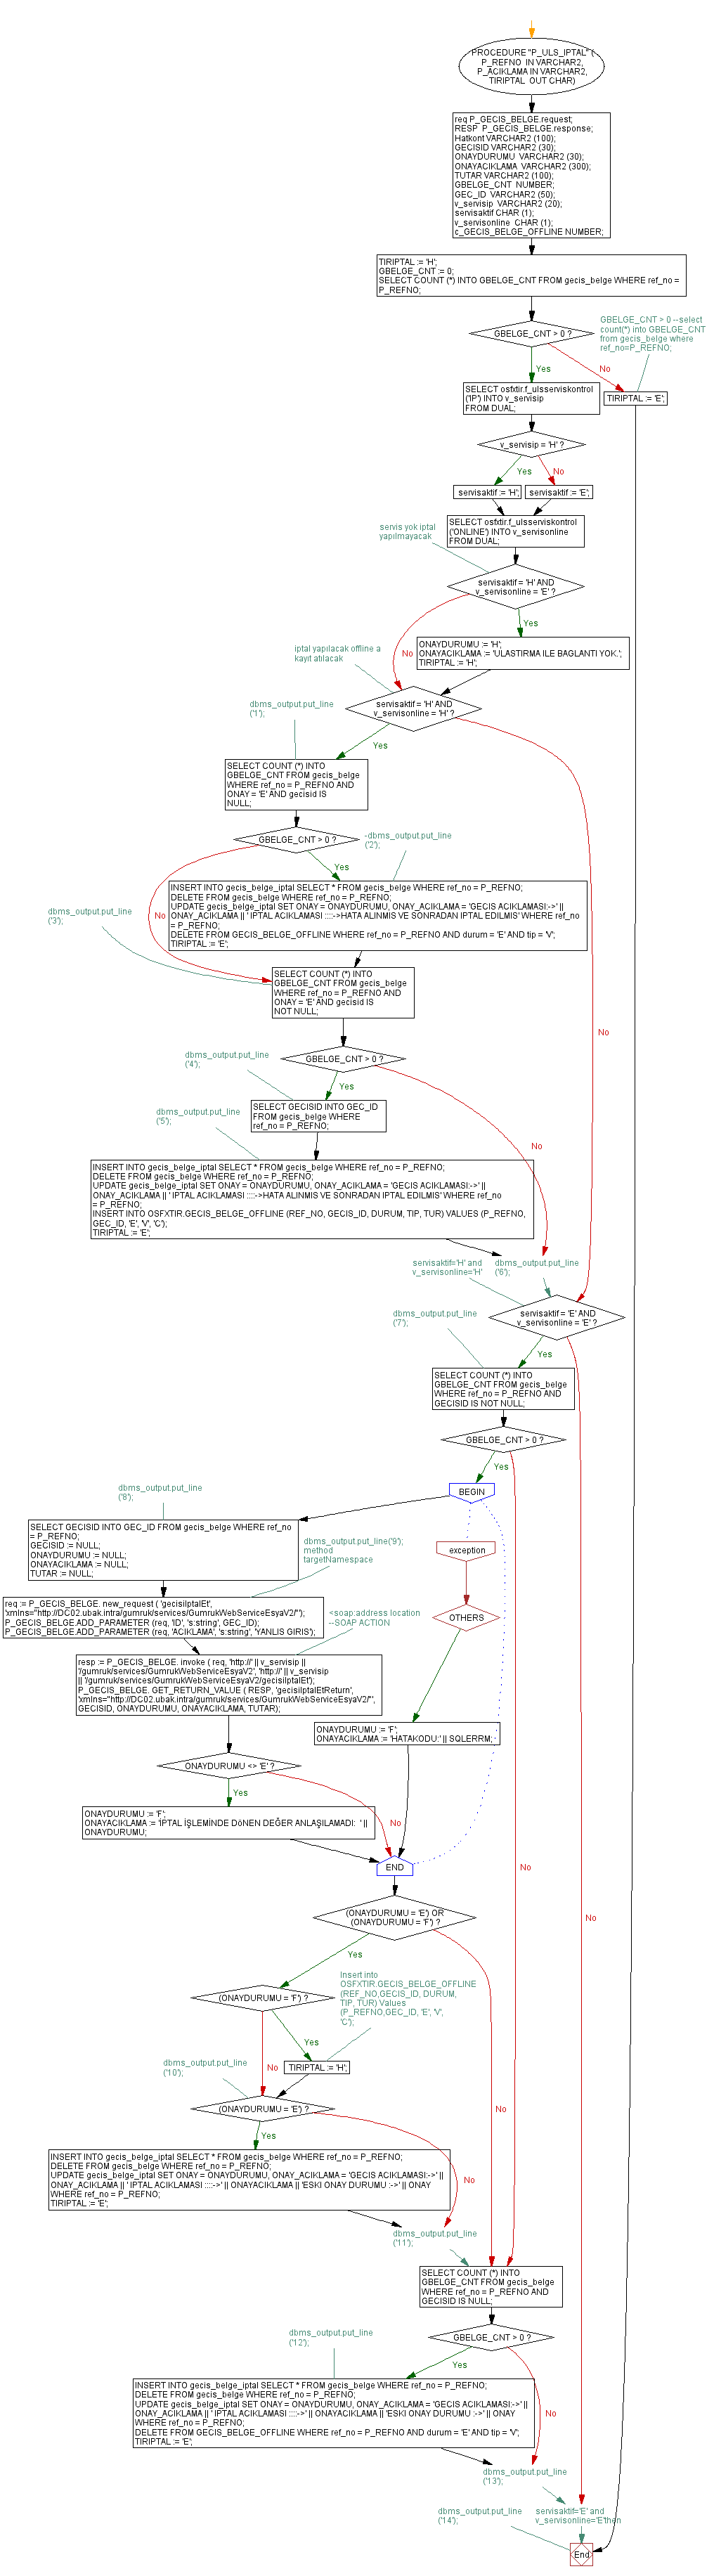 PROCEDURE "P_ULS_IPTAL" (
P_REFNO IN VARCHAR2,
P_ACIKLAMA IN VARCHAR2,
TIRIPTAL OUT CHAR)
req P_GECIS_BELGE.request;
RESP P_GECIS_BELGE.response;
Hatkont VARCHAR2 (100);
GECISID VARCHAR2 (30);
ONAYDURUMU VARCHAR2 (30);
ONAYACIKLAMA VARCHAR2 (300);
TUTAR VARCHAR2 (100);
GBELGE_CNT NUMBER;
GEC_ID VARCHAR2 (50);
v_servisip VARCHAR2 (20);
servisaktif CHAR (1);
v_servisonline CHAR (1);
c_GECIS_BELGE_OFFLINE NUMBER;
TIRIPTAL := 'H';
GBELGE_CNT := 0;
SELECT COUNT (*) INTO GBELGE_CNT FROM gecis_belge WHERE ref_no =
P_REFNO;
GBELGE_CNT > 0 --select
count(*) into GBELGE_CNT
from gecis_belge where
ref_no=P_REFNO;
GBELGE_CNT > 0 ?
Yes
No
SELECT osfxtir.f_ulsserviskontrol
('IP') INTO v_servisip
FROM DUAL;
TIRIPTAL := 'E';
v_servisip = 'H' ?
Yes
No
servisaktif := 'H';
servisaktif := 'E';
servis yok iptal
yapılmayacak
SELECT osfxtir.f_ulsserviskontrol
('ONLINE') INTO v_servisonline
FROM DUAL;
servisaktif = 'H' AND
v_servisonline = 'E' ?
Yes
No
ONAYDURUMU := 'H';
ONAYACIKLAMA := 'ULASTIRMA ILE BAGLANTI YOK.';
TIRIPTAL := 'H';
iptal yapılacak offline a
kayıt atılacak
servisaktif = 'H' AND
v_servisonline = 'H' ?
Yes
No
dbms_output.put_line
('1');
SELECT COUNT (*) INTO
GBELGE_CNT FROM gecis_belge
WHERE ref_no = P_REFNO AND
ONAY = 'E' AND gecisid IS
NULL;
GBELGE_CNT > 0 ?
Yes
No
-dbms_output.put_line
('2');
INSERT INTO gecis_belge_iptal SELECT * FROM gecis_belge WHERE ref_no = P_REFNO;
DELETE FROM gecis_belge WHERE ref_no = P_REFNO;
UPDATE gecis_belge_iptal SET ONAY = ONAYDURUMU, ONAY_ACIKLAMA = 'GECIS ACIKLAMASI:->' ||
ONAY_ACIKLAMA || ' IPTAL ACIKLAMASI ::::->HATA ALINMIS VE SONRADAN IPTAL EDILMIS' WHERE ref_no
= P_REFNO;
DELETE FROM GECIS_BELGE_OFFLINE WHERE ref_no = P_REFNO AND durum = 'E' AND tip = 'V';
TIRIPTAL := 'E';
dbms_output.put_line
('3');
SELECT COUNT (*) INTO
GBELGE_CNT FROM gecis_belge
WHERE ref_no = P_REFNO AND
ONAY = 'E' AND gecisid IS
NOT NULL;
GBELGE_CNT > 0 ?
Yes
No
dbms_output.put_line
('4');
SELECT GECISID INTO GEC_ID
FROM gecis_belge WHERE
ref_no = P_REFNO;
dbms_output.put_line
('5');
INSERT INTO gecis_belge_iptal SELECT * FROM gecis_belge WHERE ref_no = P_REFNO;
DELETE FROM gecis_belge WHERE ref_no = P_REFNO;
UPDATE gecis_belge_iptal SET ONAY = ONAYDURUMU, ONAY_ACIKLAMA = 'GECIS ACIKLAMASI:->' ||
ONAY_ACIKLAMA || ' IPTAL ACIKLAMASI ::::->HATA ALINMIS VE SONRADAN IPTAL EDILMIS' WHERE ref_no
= P_REFNO;
INSERT INTO OSFXTIR.GECIS_BELGE_OFFLINE (REF_NO, GECIS_ID, DURUM, TIP, TUR) VALUES (P_REFNO,
GEC_ID, 'E', 'V', 'C');
TIRIPTAL := 'E';
servisaktif='H' and
v_servisonline='H'
dbms_output.put_line
('6');
servisaktif = 'E' AND
v_servisonline = 'E' ?
Yes
No
dbms_output.put_line
('7');
SELECT COUNT (*) INTO
GBELGE_CNT FROM gecis_belge
WHERE ref_no = P_REFNO AND
GECISID IS NOT NULL;
GBELGE_CNT > 0 ?
Yes
No
BEGIN
dbms_output.put_line
('8');
SELECT GECISID INTO GEC_ID FROM gecis_belge WHERE ref_no
= P_REFNO;
GECISID := NULL;
ONAYDURUMU := NULL;
ONAYACIKLAMA := NULL;
TUTAR := NULL;
dbms_output.put_line('9');
method
targetNamespace
exception
OTHERS
req := P_GECIS_BELGE. new_request ( 'gecisiIptalEt',
'xmlns="http://DC02.ubak.intra/gumruk/services/GumrukWebServiceEsyaV2/"');
P_GECIS_BELGE.ADD_PARAMETER (req, 'ID', 's:string', GEC_ID);
P_GECIS_BELGE.ADD_PARAMETER (req, 'ACIKLAMA', 's:string', 'YANLIS GIRIS');
<soap:address location
--SOAP ACTION
resp := P_GECIS_BELGE. invoke ( req, 'http://' || v_servisip ||
'/gumruk/services/GumrukWebServiceEsyaV2', 'http://' || v_servisip
|| '/gumruk/services/GumrukWebServiceEsyaV2/gecisiIptalEt');
P_GECIS_BELGE. GET_RETURN_VALUE ( RESP, 'gecisiIptalEtReturn',
'xmlns="http://DC02.ubak.intra/gumruk/services/GumrukWebServiceEsyaV2/"',
GECISID, ONAYDURUMU, ONAYACIKLAMA, TUTAR);
ONAYDURUMU := 'F';
ONAYACIKLAMA := 'HATAKODU:' || SQLERRM;
ONAYDURUMU <> 'E' ?
Yes
No
ONAYDURUMU := 'F';
ONAYACIKLAMA := 'IPTAL İŞLEMİNDE DöNEN DEĞER ANLAŞILAMADI: ' ||
ONAYDURUMU;
END
(ONAYDURUMU = 'E') OR
(ONAYDURUMU = 'F') ?
Yes
No
(ONAYDURUMU = 'F') ?
Yes
No
Insert into
OSFXTIR.GECIS_BELGE_OFFLINE
(REF_NO,GECIS_ID, DURUM,
TIP, TUR) Values
(P_REFNO,GEC_ID, 'E', 'V',
'C');
TIRIPTAL := 'H';
dbms_output.put_line
('10');
(ONAYDURUMU = 'E') ?
Yes
No
INSERT INTO gecis_belge_iptal SELECT * FROM gecis_belge WHERE ref_no = P_REFNO;
DELETE FROM gecis_belge WHERE ref_no = P_REFNO;
UPDATE gecis_belge_iptal SET ONAY = ONAYDURUMU, ONAY_ACIKLAMA = 'GECIS ACIKLAMASI:->' ||
ONAY_ACIKLAMA || ' IPTAL ACIKLAMASI ::::->' || ONAYACIKLAMA || 'ESKI ONAY DURUMU :->' || ONAY
WHERE ref_no = P_REFNO;
TIRIPTAL := 'E';
dbms_output.put_line
('11');
SELECT COUNT (*) INTO
GBELGE_CNT FROM gecis_belge
WHERE ref_no = P_REFNO AND
GECISID IS NULL;
GBELGE_CNT > 0 ?
Yes
No
dbms_output.put_line
('12');
INSERT INTO gecis_belge_iptal SELECT * FROM gecis_belge WHERE ref_no = P_REFNO;
DELETE FROM gecis_belge WHERE ref_no = P_REFNO;
UPDATE gecis_belge_iptal SET ONAY = ONAYDURUMU, ONAY_ACIKLAMA = 'GECIS ACIKLAMASI:->' ||
ONAY_ACIKLAMA || ' IPTAL ACIKLAMASI ::::->' || ONAYACIKLAMA || 'ESKI ONAY DURUMU :->' || ONAY
WHERE ref_no = P_REFNO;
DELETE FROM GECIS_BELGE_OFFLINE WHERE ref_no = P_REFNO AND durum = 'E' AND tip = 'V';
TIRIPTAL := 'E';
dbms_output.put_line
('13');
dbms_output.put_line
('14');
servisaktif='E' and
v_servisonline='E'then
End